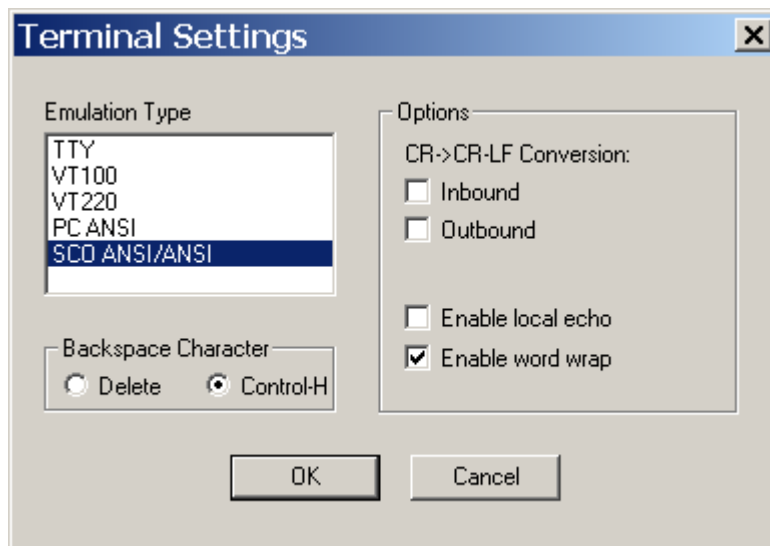 Terminal Settings
Emulation Type
TTY
VT100
VT220
PC ANSI
SCO ANSI/ANSI
Backspace Character
Delete Control-H
Options
CR->CR-LF Conversion:
Inbound
Outbound
Enable local echo
Enable word wrap
OK Cancel